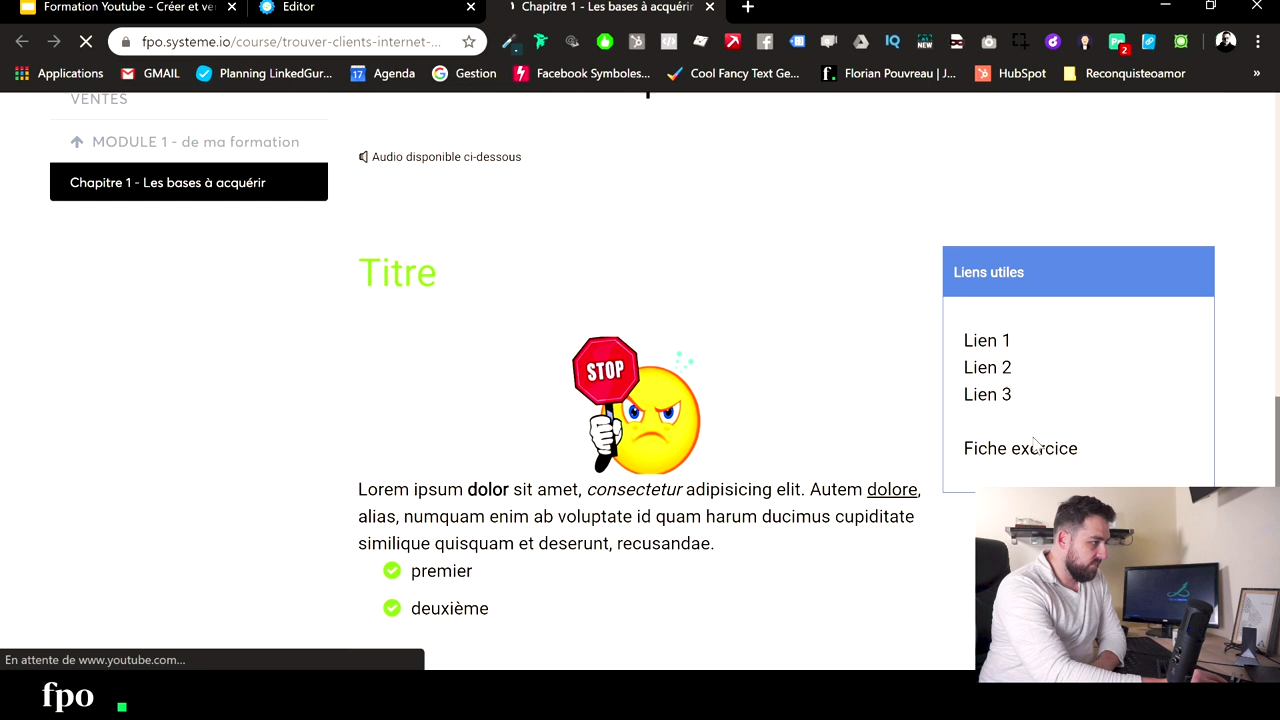 Formation Youtube - Créer et ve
Editor
Chapitre 1 - Les bases à acquérir
fpo.systeme.io/course/trouver-clients-internet-...
IQ
NEW
2
Applications
GMAIL
Planning LinkedGur...
17
Agenda
Gestion
Facebook Symboles...
Cool Fancy Text Ge...
f.
Florian Pouvreau | J...
HubSpot
Reconquisteoamor
»
VENTES
MODULE 1 - de ma formation
Audio disponible ci-dessous
Chapitre 1 - Les bases à acquérir
Titre
Liens utiles
Lien 1
Lien 2
Lien 3
Fiche exercice
STOP
Lorem ipsum dolor sit amet, consectetur adipisicing elit. Autem dolore,
alias, numquam enim ab voluptate id quam harum ducimus cupiditate
similique quisquam et deserunt, recusandae.
premier
deuxième
En attente de www.youtube.com...
fpo